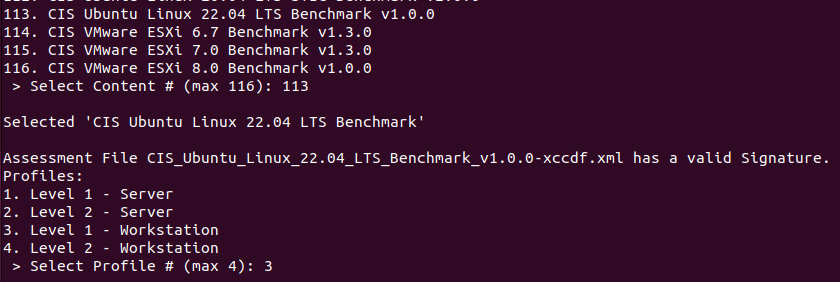 113. CIS Ubuntu Linux 22.04 LTS Benchmark v1.0.0
114. CIS VMware ESXi 6.7 Benchmark v1.3.0
115. CIS VMware ESXi 7.0 Benchmark v1.3.0
116. CIS VMware ESXi 8.0 Benchmark v1.0.0
> Select Content # (max 116): 113
Selected 'CIS Ubuntu Linux 22.04 LTS Benchmark'
Assessment File CIS_Ubuntu_Linux_22.04_LTS_Benchmark_v1.0.0-xccdf.xml has a valid Signature.
Profiles:
1. Level 1 - Server
2. Level 2 - Server
3. Level 1 - Workstation
4. Level 2 - Workstation
> Select Profile # (max 4): 3